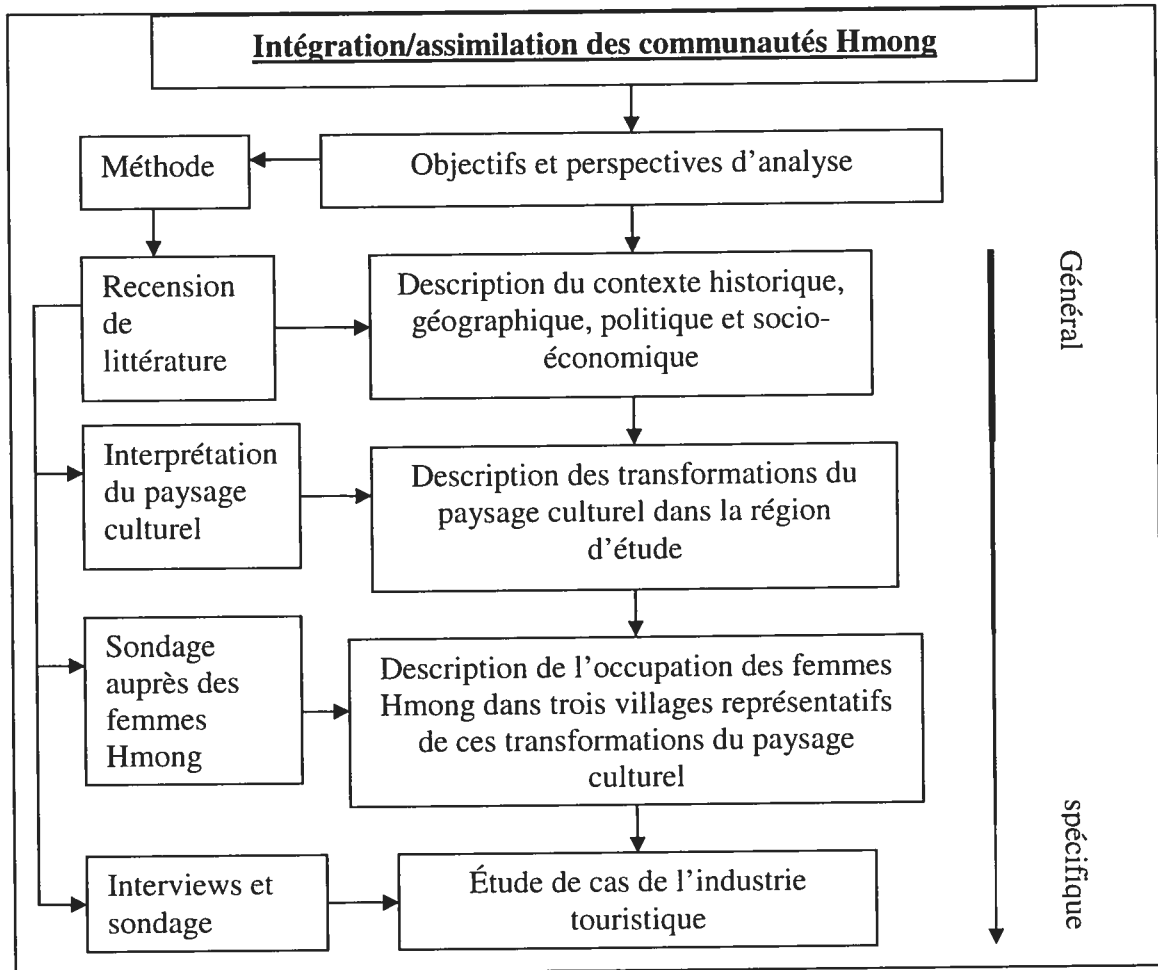 Intégration/assimilation des communautés Hmong
Méthode
Objectifs et perspectives d'analyse
Recension
de
littérature
Description du contexte historique,
géographique, politique et socio-
économique
Général
Interprétation
du paysage
culturel
Description des transformations du
paysage culturel dans la région
d'étude
Sondage
auprès des
femmes
Hmong
Description de l'occupation des femmes
Hmong dans trois villages représentatifs
de ces transformations du paysage
culturel
spécifique
Interviews et
sondage
Étude de cas de l'industrie
touristique